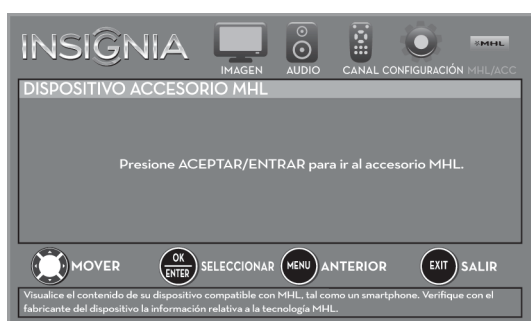 INSIGNIA
MHL
IMAGEN AUDIO CANAL CONFIGURACIÓN MHL/ACC
DISPOSITIVO ACCESORIO MHL
Presione ACEPTAR/ENTRAR para ir al accesorio MHL.
MOVER OK ENTER SELECCIONAR MENU ANTERIOR EXIT SALIR
Visualice el contenido de su dispositivo compatible con MHL, tal como un smartphone. Verifique con el
fabricante del dispositivo la información relativa a la tecnología MHL.